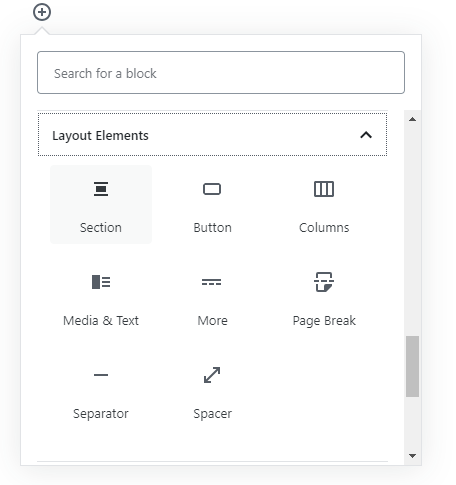 Search for a block
Layout Elements
Section Button Columns
Media & Text More Page Break
Separator Spacer